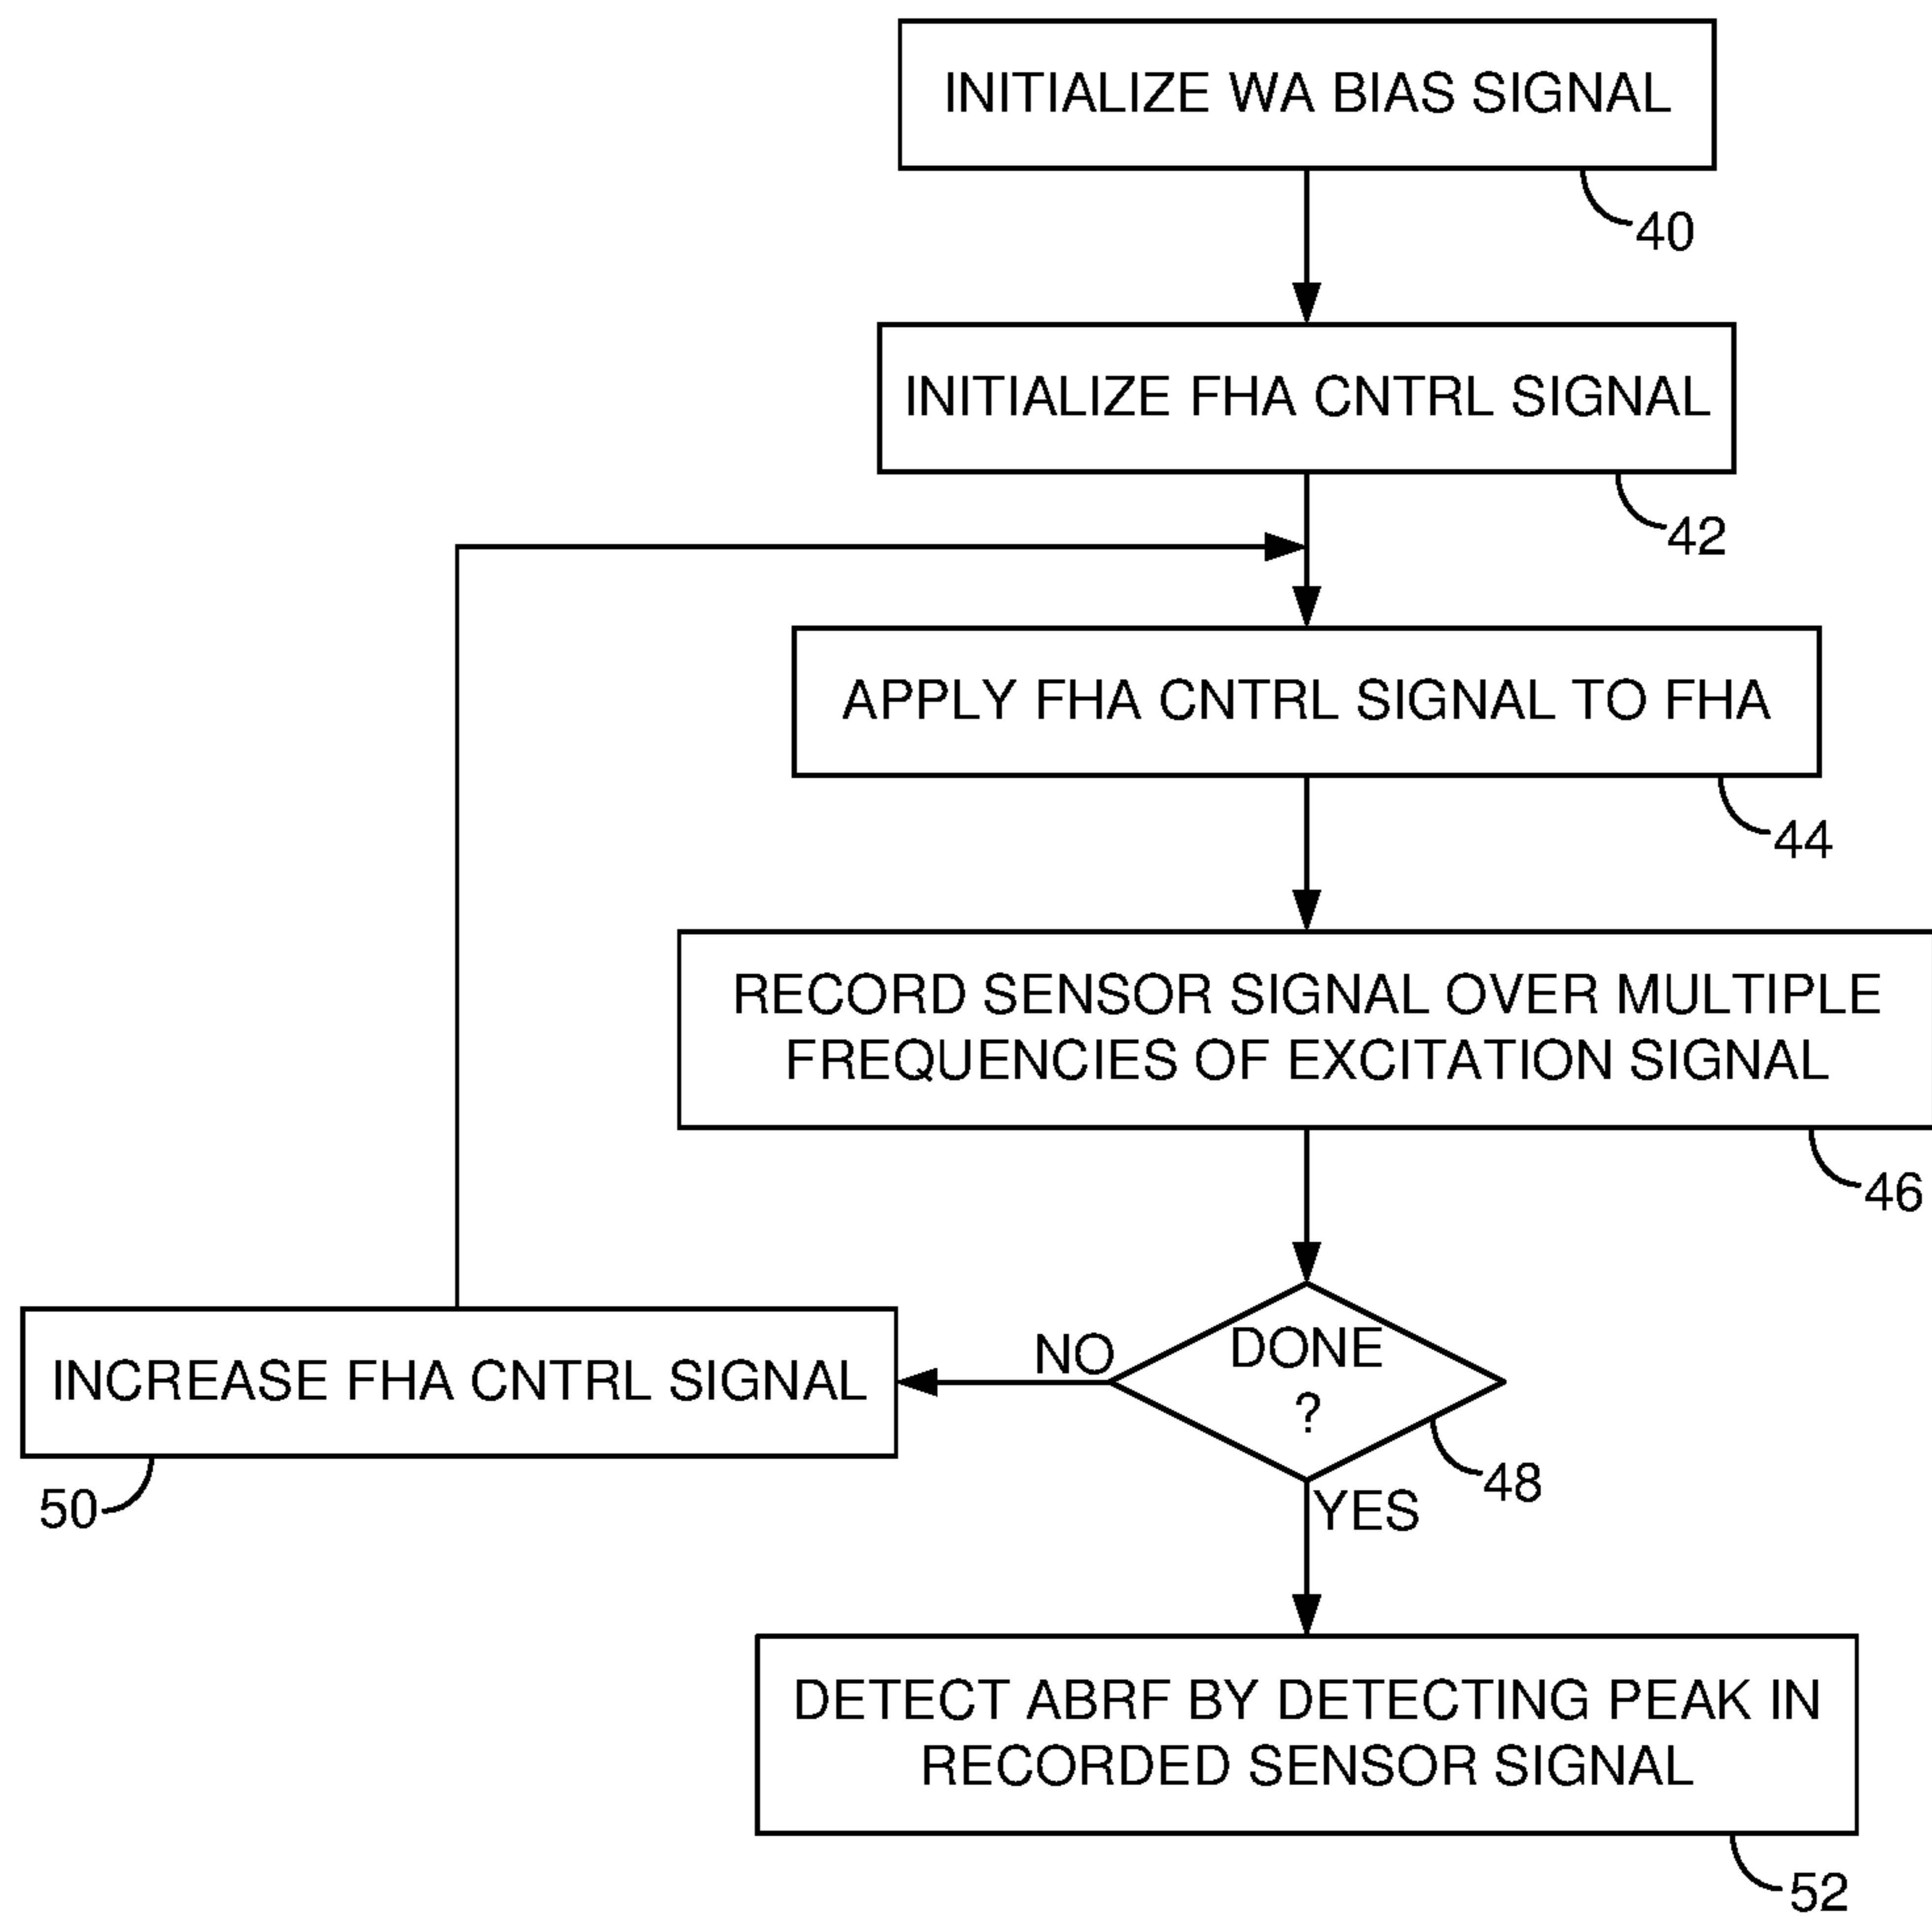 INITIALIZE WA BIAS SIGNAL
40
INITIALIZE FHA CNTRL SIGNAL
42
APPLY FHA CNTRL SIGNAL TO FHA
44
RECORD SENSOR SIGNAL OVER MULTIPLE
FREQUENCIES OF EXCITATION SIGNAL
46
DONE
?
48
NO
INCREASE FHA CNTRL SIGNAL
50
YES
DETECT ABRF BY DETECTING PEAK IN
RECORDED SENSOR SIGNAL
52